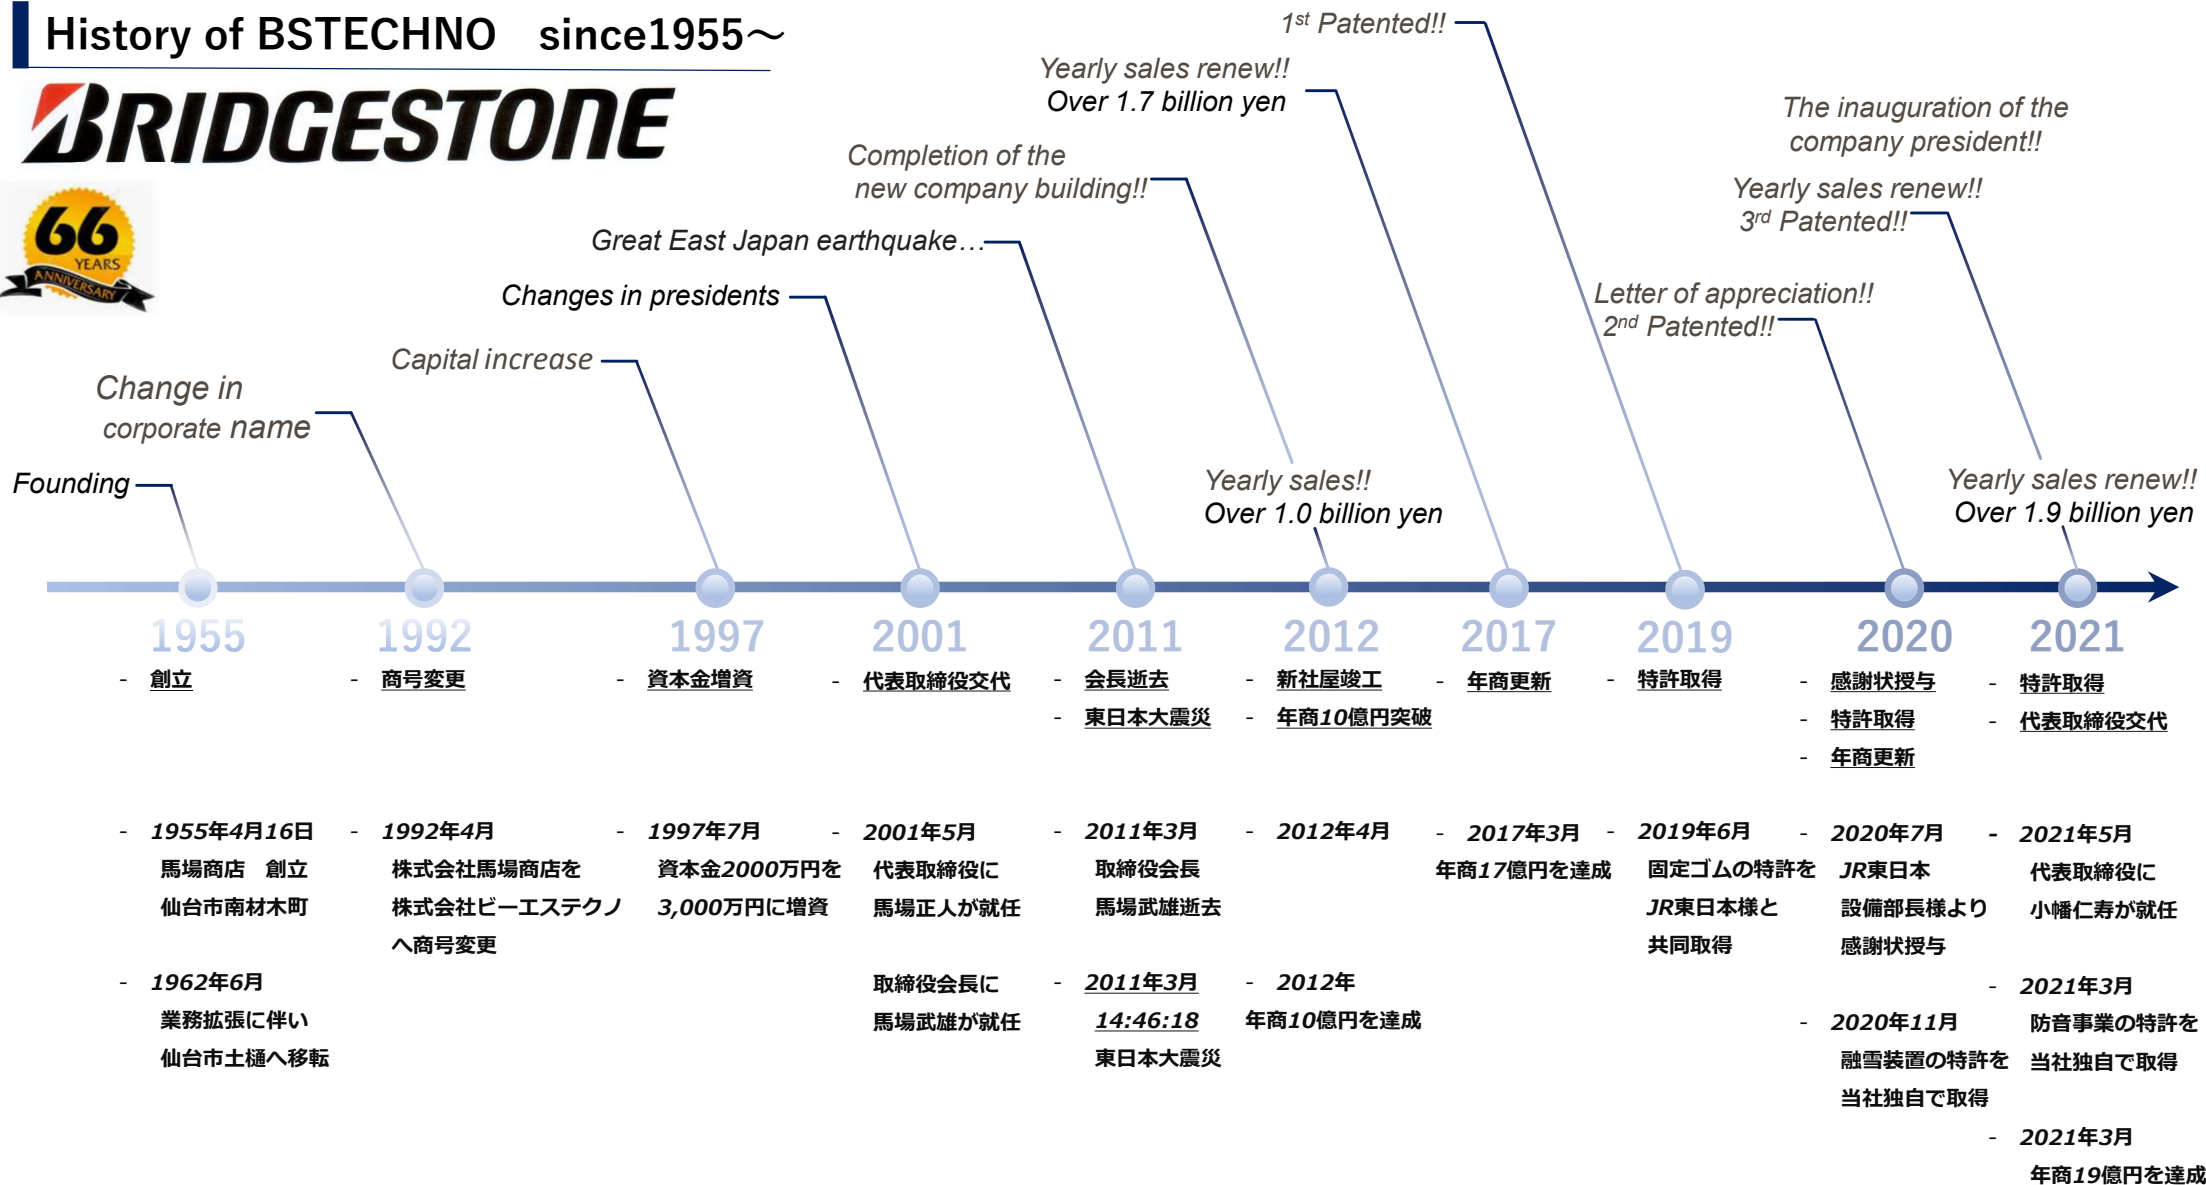 History of BSTECHNO　since1955～
BRIDGESTONE
66
YEARS
ANNIVERSARY
Founding
Change in
corporate name
Capital increase
Changes in presidents
Great East Japan earthquake…
Completion of the
new company building!!
Yearly sales!!
Over 1.0 billion yen
Yearly sales renew!!
Over 1.7 billion yen
1st Patented!!
Letter of appreciation!!
2nd Patented!!
The inauguration of the
company president!!
Yearly sales renew!!
3rd Patented!!
Yearly sales renew!!
Over 1.9 billion yen
1955
- 創立
- 1955年4月16日
馬場商店　創立
仙台市南材木町
- 1962年6月
業務拡張に伴い
仙台市土樋へ移転
1992
- 商号変更
- 1992年4月
株式会社馬場商店を
株式会社ビーエステクノ
へ商号変更
1997
- 資本金増資
- 1997年7月
資本金2000万円を
3,000万円に増資
2001
- 代表取締役交代
- 2001年5月
代表取締役に
馬場正人が就任
取締役会長に
馬場武雄が就任
2011
- 会長逝去
- 東日本大震災
- 2011年3月
取締役会長
馬場武雄逝去
- 2011年3月
14:46:18
東日本大震災
2012
- 新社屋竣工
- 年商10億円突破
- 2012年4月
- 2012年
年商10億円を達成
2017
- 年商更新
- 2017年3月
年商17億円を達成
2019
- 特許取得
- 2019年6月
固定ゴムの特許を
JR東日本様と
共同取得
2020
- 感謝状授与
- 特許取得
- 年商更新
- 2020年7月
JR東日本
設備部長様より
感謝状授与
- 2020年11月
融雪装置の特許を
当社独自で取得
2021
- 特許取得
- 代表取締役交代
- 2021年5月
代表取締役に
小幡仁寿が就任
- 2021年3月
防音事業の特許を
当社独自で取得
- 2021年3月
年商19億円を達成